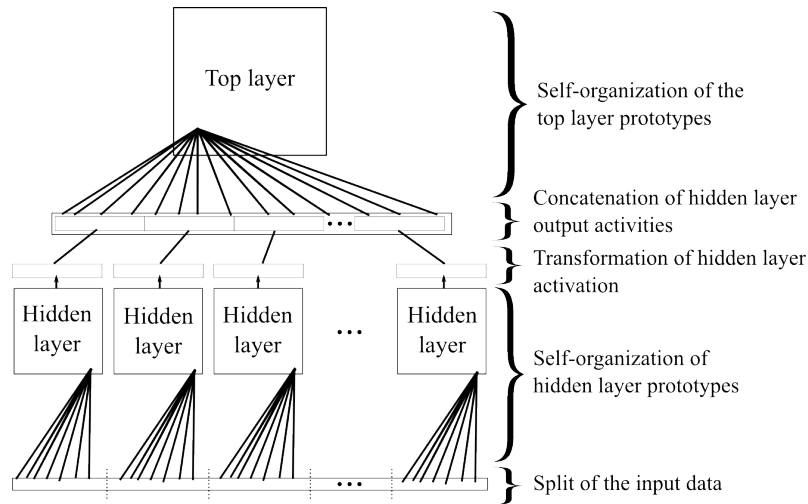 Top layer
Self-organization of the
top layer prototypes
Concatenation of hidden layer
output activities
Transformation of hidden layer
activation
Hidden
layer
Hidden
layer
Hidden
layer
Hidden
layer
Self-organization of
hidden layer prototypes
Split of the input data